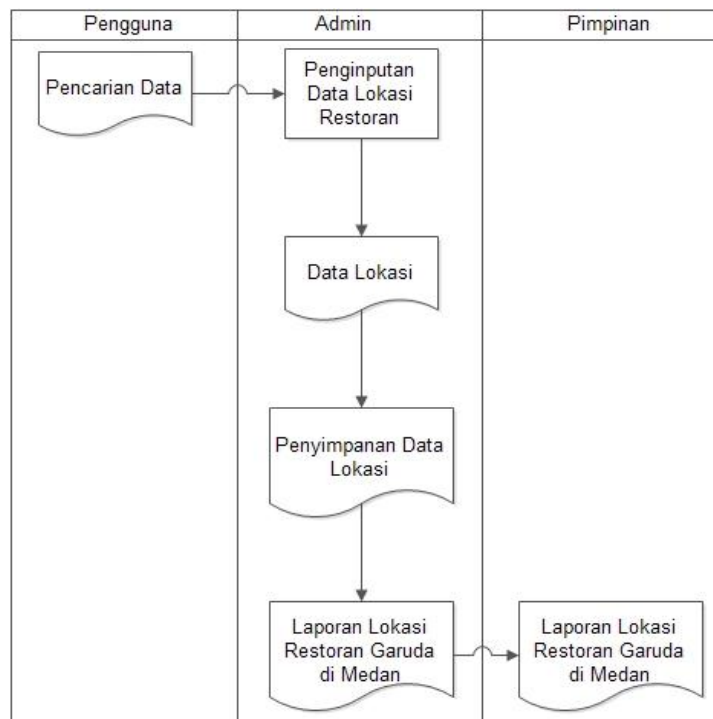 Pengguna
Admin
Pimpinan
Pencarian Data
Penginputan
Data Lokasi
Restoran
Data Lokasi
Penyimpanan Data
Lokasi
Laporan Lokasi
Restoran Garuda
di Medan
Laporan Lokasi
Restoran Garuda
di Medan